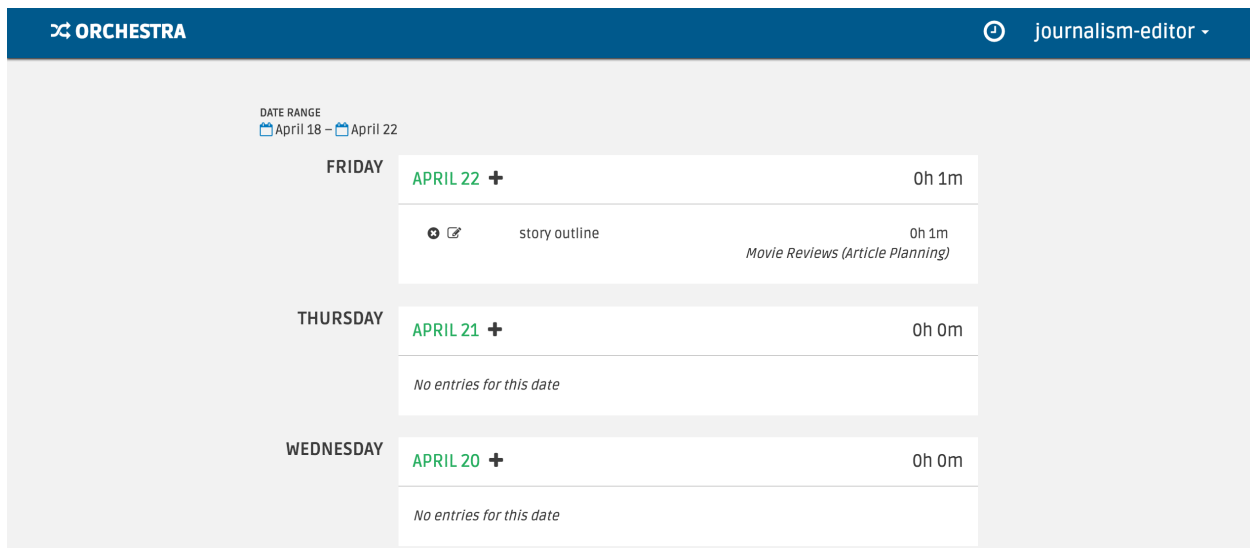 ORCHESTRA
journalism-editor
DATE RANGE
April 18 – April 22
FRIDAY
APRIL 22
0h 1m
story outline
0h 1m
Movie Reviews (Article Planning)
THURSDAY
APRIL 21
0h 0m
No entries for this date
WEDNESDAY
APRIL 20
0h 0m
No entries for this date